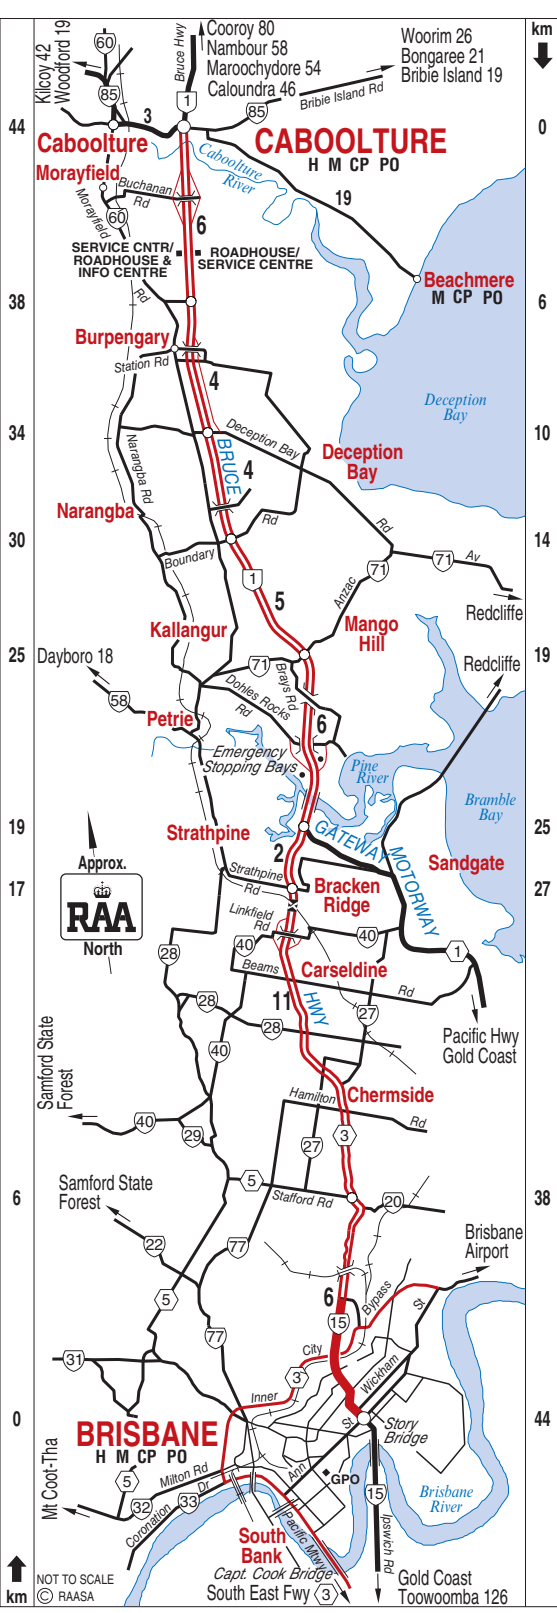 Kilcoy 42
Woodford 19
60
85
Bruce Hwy
Cooroy 80
Nambour 58
Maroochydore 54
Caloundra 46
Woorim 26
Bongaree 21
Bribie Island 19
Bribie Island Rd
85
km
44
3
1
0
Caboolture
CABOOLTURE
H M CP PO
Morayfield
Buchanan
Rd
Caboolture
River
19
60
Morayfield
6
SERVICE CNTR/
ROADHOUSE &
INFO CENTRE
ROADHOUSE/
SERVICE CENTRE
Beachmere
M CP PO
Rd
38
6
Burpengary
Station Rd
4
Deception
Bay
34
10
Deception Bay
BRUCE
4
Deception
Bay
Narangba Rd
Narangba
Rd
Rd
30
14
Boundary
71
71
Av
1
5
Anzac
Redcliffe
Kallangur
Mango
Hill
25
19
Dayboro 18
71
Brays Rd
Redcliffe
58
Dohles Rocks
Rd
Petrie
6
Emergency
Stopping Bays
Pine
River
Bramble
Bay
19
25
Strathpine
GATEWAY MOTORWAY
2
Sandgate
Approx.
RAA
North
Strathpine
Rd
17
27
Bracken
Ridge
Linkfield
Rd
40
40
28
1
Beams
Rd
Carseldine
11
HWY
28
28
27
40
Pacific Hwy
Gold Coast
Samford State
Forest
Hamilton
Rd
Chermside
40
29
3
27
5
Stafford Rd
6
38
20
Samford State
Forest
22
77
Brisbane
Airport
5
6
Bypass
St
15
77
City
31
3
Wickham
Inner
0
44
St
Story
Bridge
BRISBANE
H M CP PO
5
Milton Rd
Ann
GPO
Mt Coot-Tha
32
33
Coronation
Dr
15
Brisbane
River
South
Bank
Pacific Mtwy
Ipswich Rd
Capt. Cook Bridge
South East Fwy 3
Gold Coast
Toowoomba 126
km
NOT TO SCALE
© RAASA